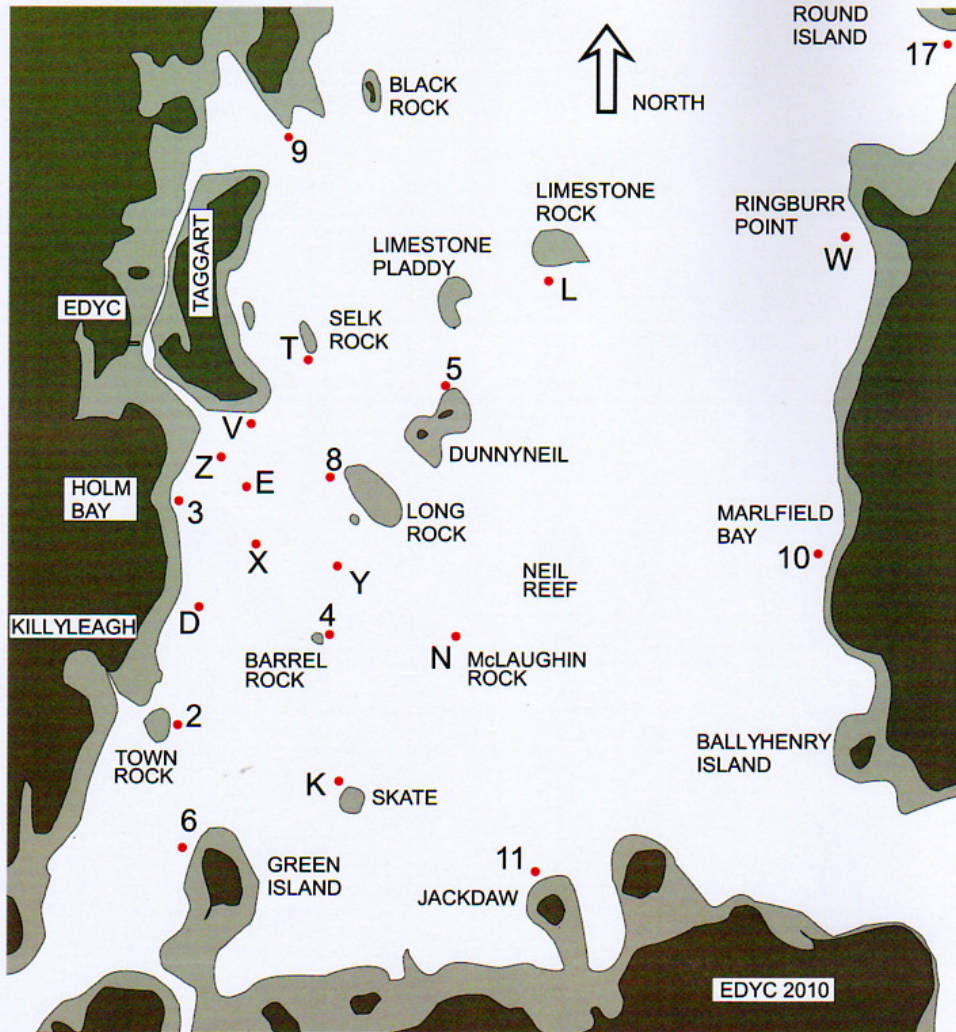 ROUND
ISLAND
17
BLACK
ROCK
NORTH
9
LIMESTONE
ROCK
RINGBURR
POINT
W
TAGGART
LIMESTONE
PLADDY
L
EDYC
SELK
ROCK
T
5
V
DUNNYNEIL
Z
8
E
HOLM
BAY
3
LONG
ROCK
MARLFIELD
BAY
10
X
Y
NEIL
REEF
D
KILLYLEAGH
4
BARREL
ROCK
N
McLAUGHIN
ROCK
2
TOWN
ROCK
BALLYHENRY
ISLAND
K
SKATE
6
GREEN
ISLAND
11
JACKDAW
EDYC 2010